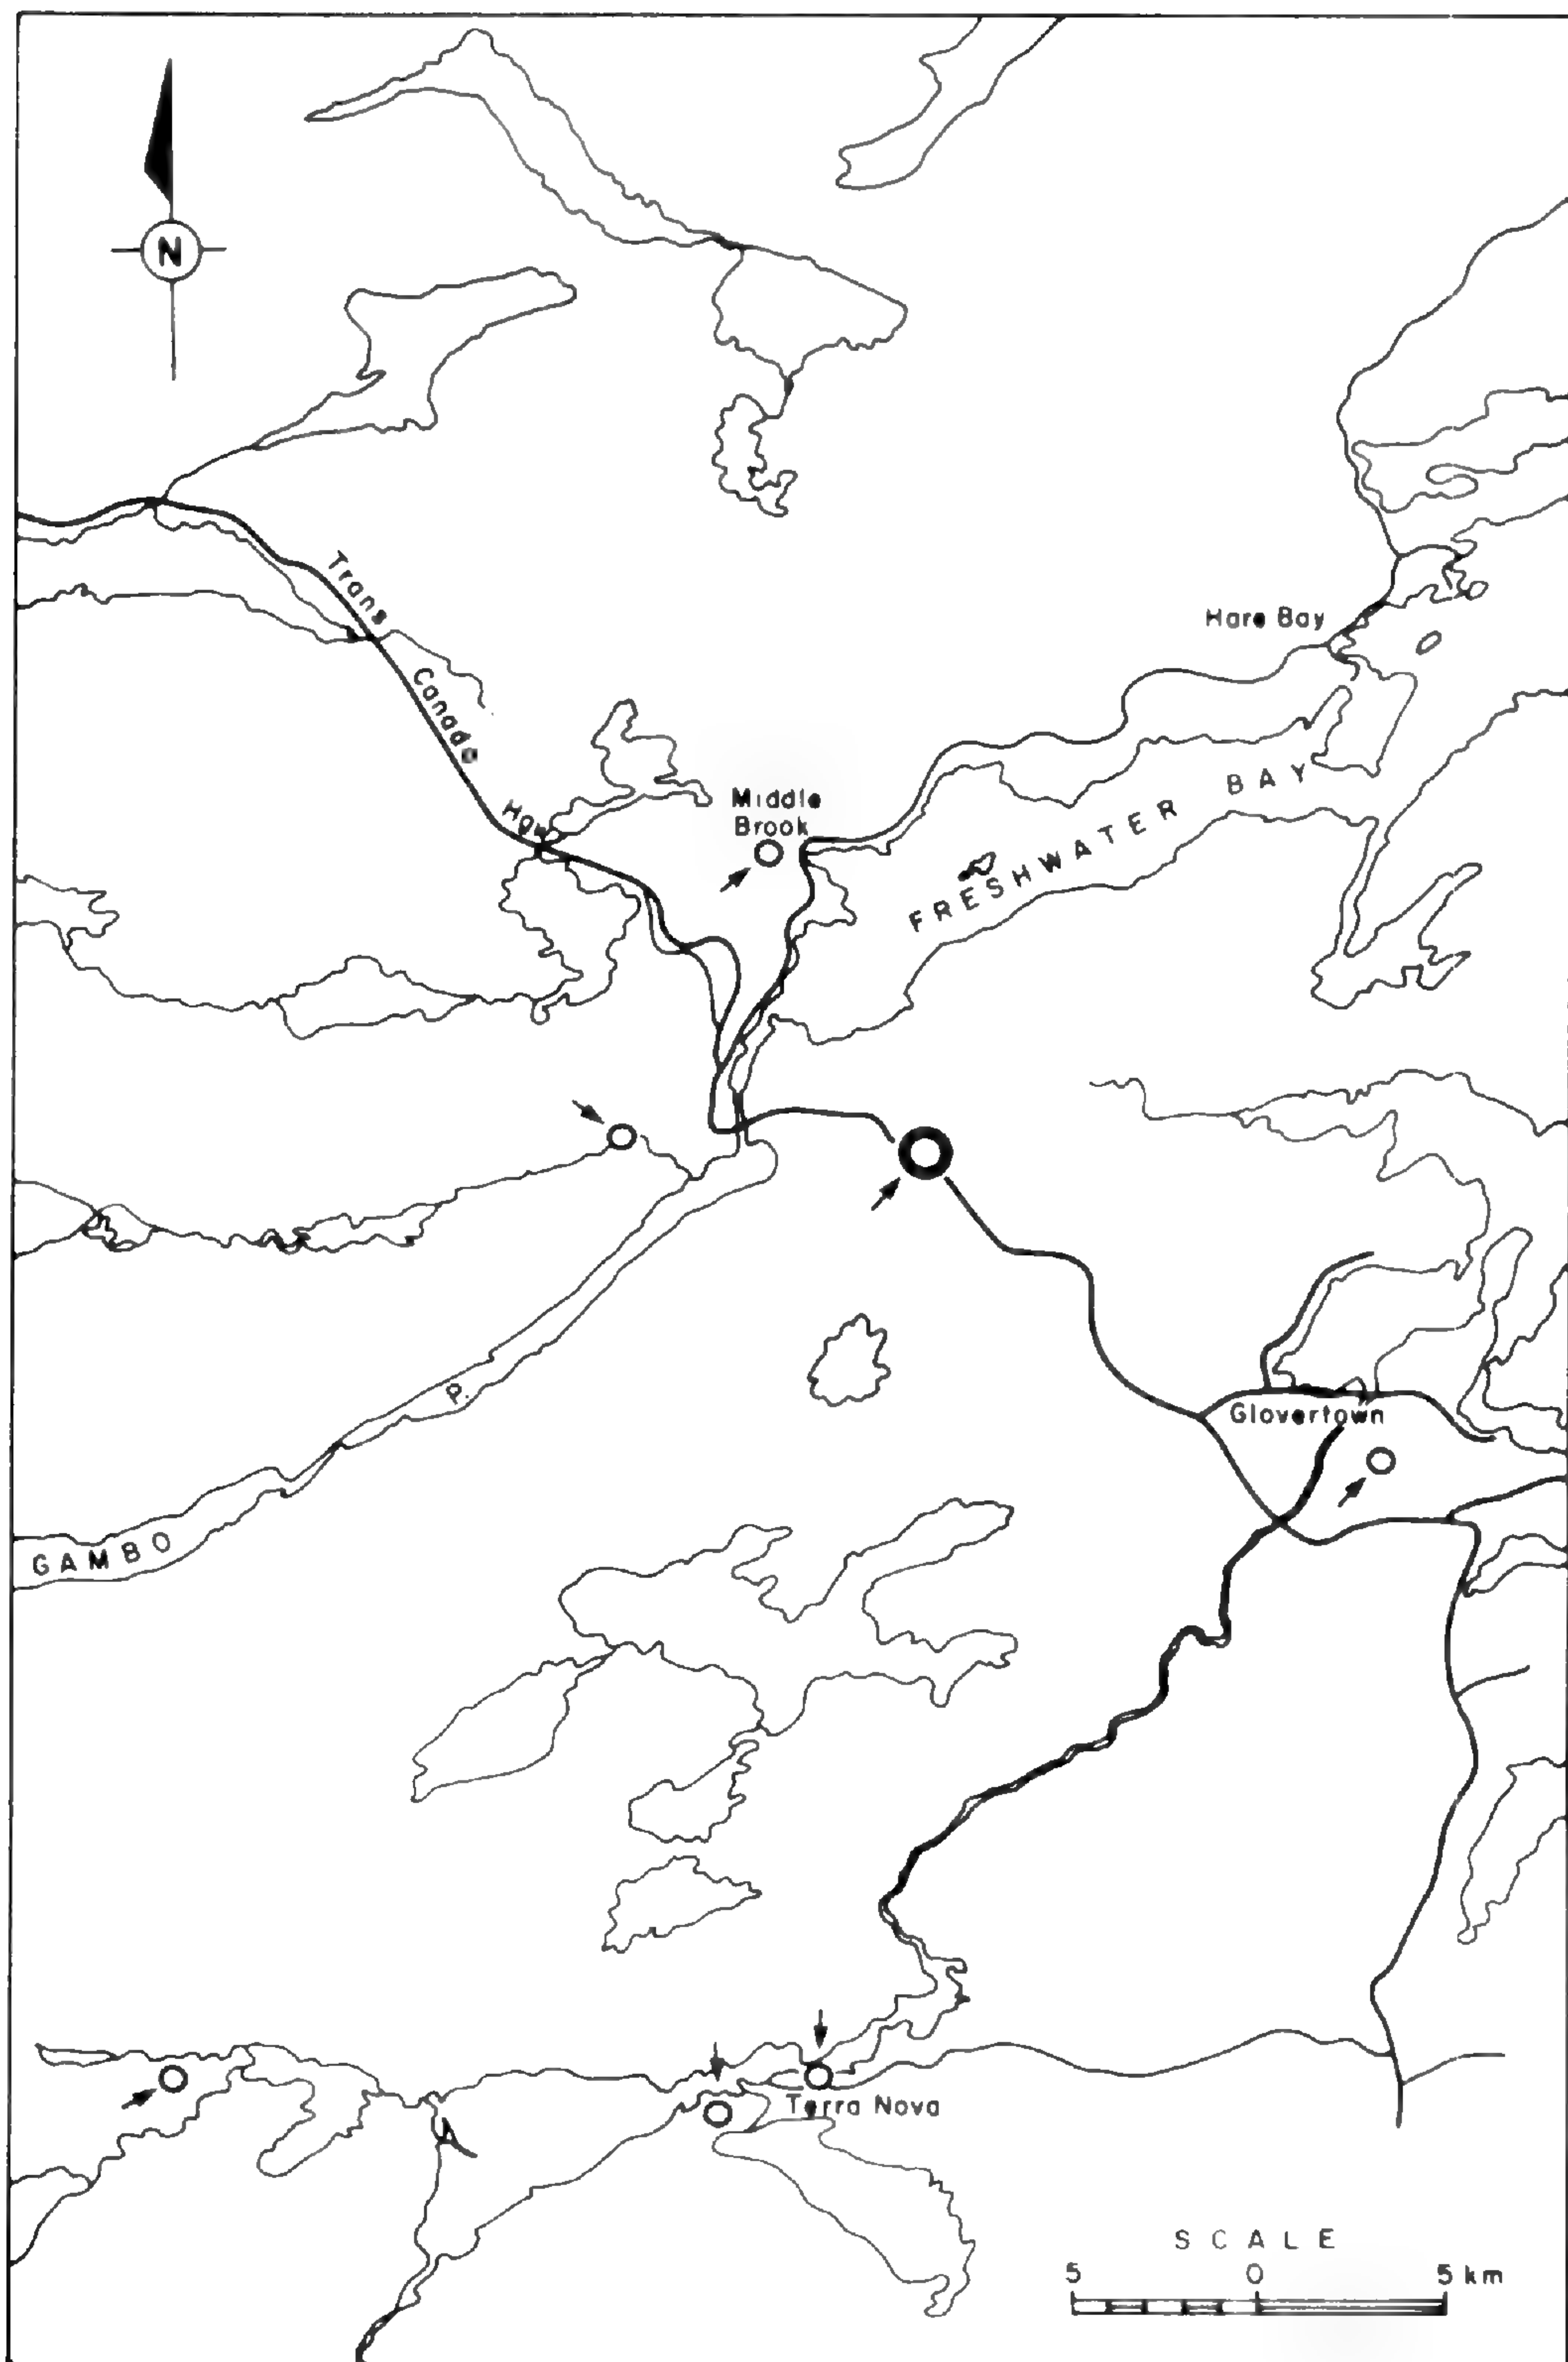 N
Trans
Canada
Hwy
Hare Bay
Middle
Brook
FRESHWATER BAY
P.
Glovertown
GAMBO
Terra Nova
SCALE
5 0 5 km